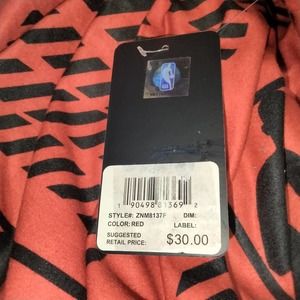 1 90498 81369 2
STYLE#: ZNM8137F DIM:
COLOR: RED LABEL:
SUGGESTED
RETAIL PRICE: $30.00